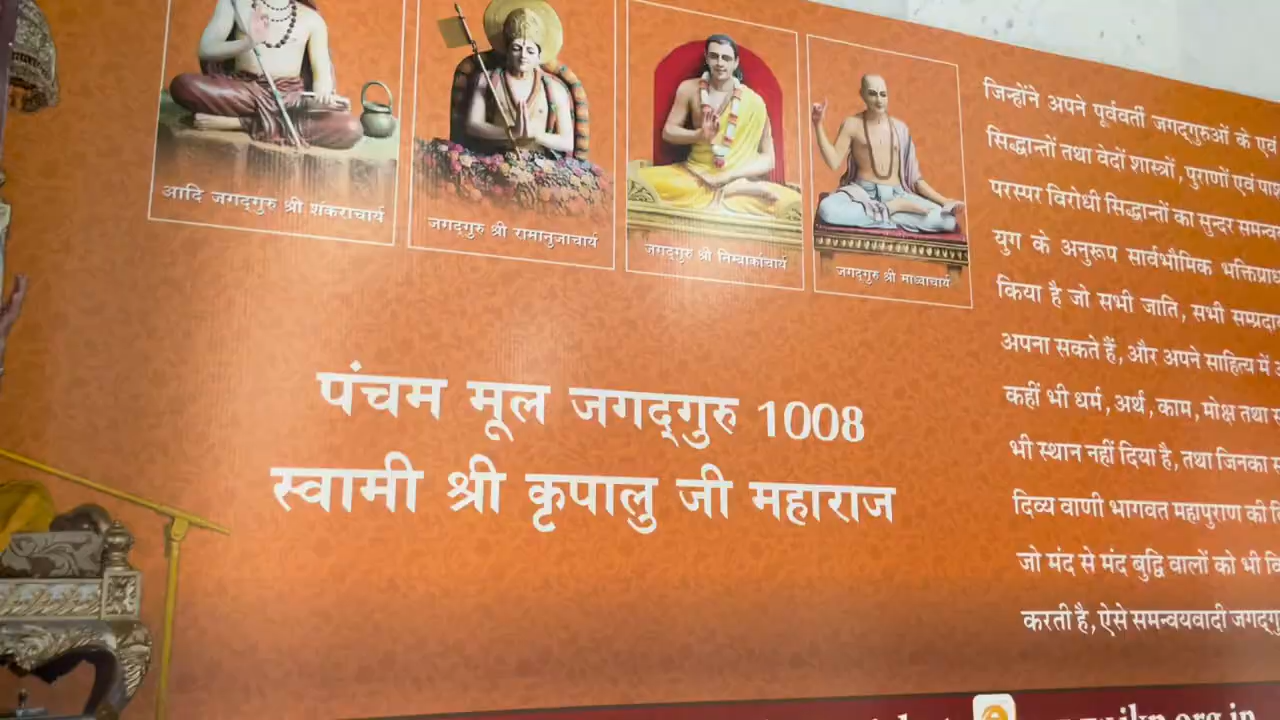 आदि जगद्गुरु श्री शंकराचार्य
जगद्गुरु श्री रामानुजाचार्य
जगद्गुरु श्री निम्बार्काचार्य
जगद्गुरु श्री माध्वाचार्य
पंचम मूल जगद्गुरु 1008
स्वामी श्री कृपालु जी महाराज
जिन्होंने अपने पूर्ववर्ती जगद्गुरुओं के एवं
सिद्धान्तों तथा वेदों शास्त्रों, पुराणों एवं
परस्पर विरोधी सिद्धान्तों का सुन्दर
युग के अनुरूप सार्वभौमिक
किया है जो सभी जाति, सभी
अपना सकते हैं, और अपने साहित्य में
कहीं भी धर्म, अर्थ, काम, मोक्ष तथा
भी स्थान नहीं दिया है, तथा जिनका
दिव्य वाणी भागवत महापुराण की
जो मंद से मंद बुद्धि वालों को भी
करती है, ऐसे समन्वयवादी